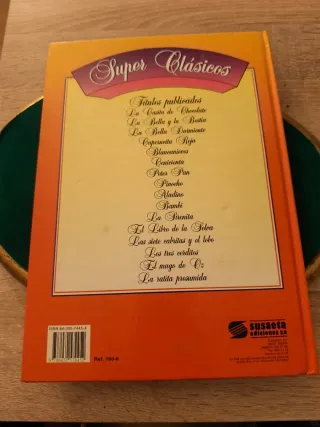 Super Clásicos
Títulos publicados
La Casita de Chocolate
La Bella y la Bestia
La Bella Durmiente
Caperucita Roja
Blancanieves
Cenicienta
Peter Pan
Pinocho
Aladino
Bambi
La Sirenita
El Libro de la Selva
Las siete cabritas y el lobo
Los tres cerditos
El mago de Oz
La ratita presumida
susaeta
ediciones s.a.